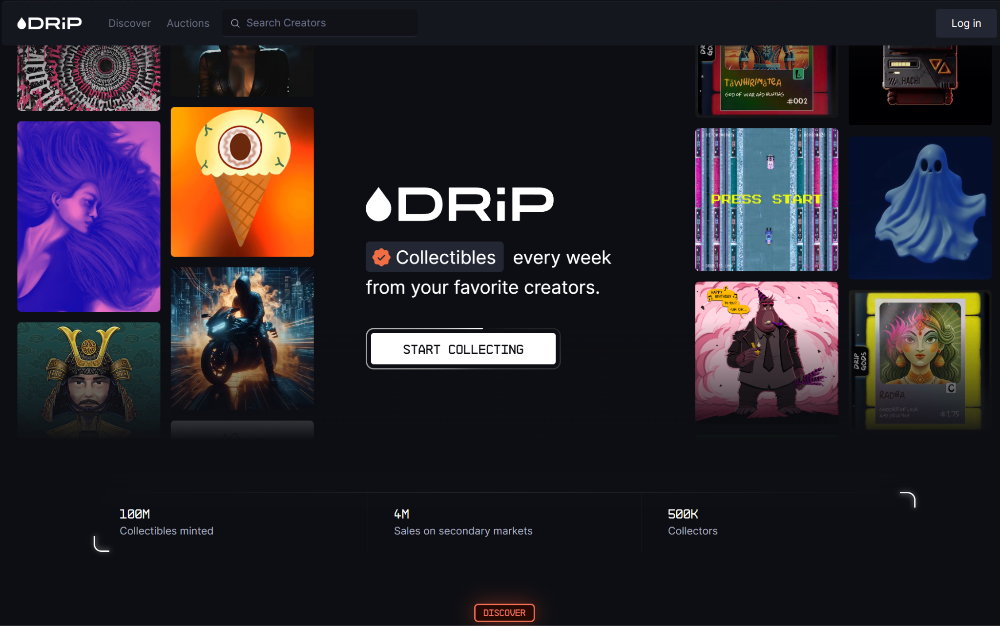 DRiP
Discover
Auctions
Search Creators
Log in
DRIP GODS
TāWHIRIMāTEA
GOD OF WAR AND HUNTING
#002
HACHI
PRESS START
HAPPY
BIRTHDAY
TO YOU?
-UH OH...
DRIP
GODS
RADHA
GODDESS OF LOVE
AND DEVOTION
#175
C
DRiP
Collectibles every week
from your favorite creators.
START COLLECTING
100M
Collectibles minted
4M
Sales on secondary markets
500K
Collectors
DISCOVER